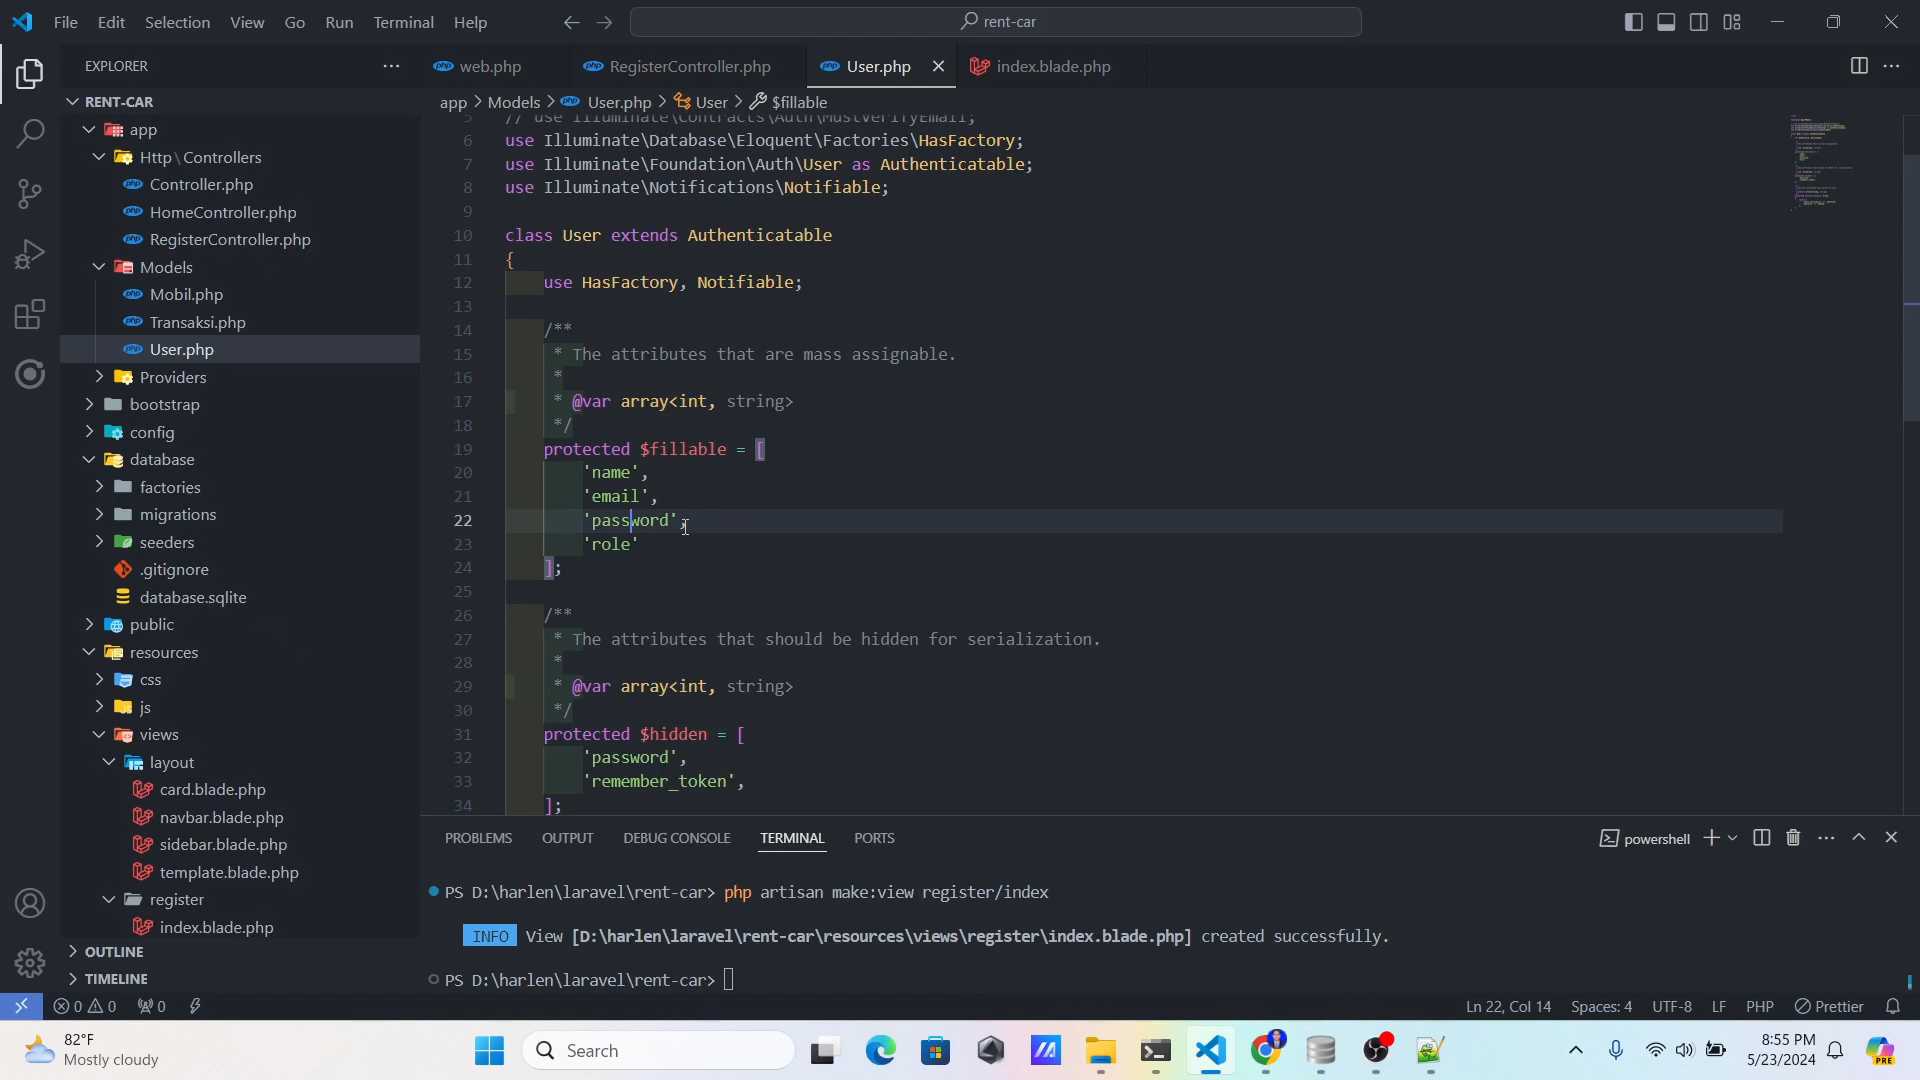 File Edit Selection View Go Run Terminal Help
rent-car
EXPLORER
web.php
RegisterController.php
User.php
index.blade.php
RENT-CAR
app
Http\Controllers
Controller.php
HomeController.php
RegisterController.php
Models
Mobil.php
Transaksi.php
User.php
Providers
bootstrap
config
database
factories
migrations
seeders
.gitignore
database.sqlite
public
resources
css
js
views
layout
card.blade.php
navbar.blade.php
sidebar.blade.php
template.blade.php
register
index.blade.php
OUTLINE
TIMELINE
app > Models > User.php > User > $fillable
5 // use Illuminate\Contracts\Auth\MustVerifyEmail;
6 use Illuminate\Database\Eloquent\Factories\HasFactory;
7 use Illuminate\Foundation\Auth\User as Authenticatable;
8 use Illuminate\Notifications\Notifiable;
9
10 class User extends Authenticatable
11 {
12 use HasFactory, Notifiable;
13
14 /**
15 * The attributes that are mass assignable.
16 *
17 * @var array<int, string>
18 */
19 protected $fillable = [
20 'name',
21 'email',
22 'password',
23 'role'
24 ];
25
26 /**
27 * The attributes that should be hidden for serialization.
28 *
29 * @var array<int, string>
30 */
31 protected $hidden = [
32 'password',
33 'remember_token',
34 ];
PROBLEMS OUTPUT DEBUG CONSOLE TERMINAL PORTS
powershell
PS D:\harlen\laravel\rent-car> php artisan make:view register/index
INFO View [D:\harlen\laravel\rent-car\resources\views\register\index.blade.php] created successfully.
PS D:\harlen\laravel\rent-car>
0 0 0
Ln 22, Col 14 Spaces: 4 UTF-8 LF PHP Prettier
82°F
Mostly cloudy
Search
8:55 PM
5/23/2024
PRE